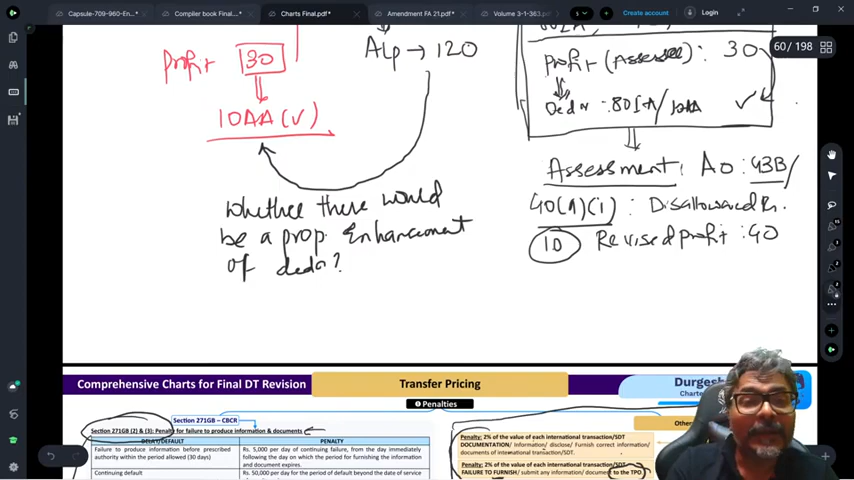 Capsule-709-960-En...
Compiler book Final....
Charts Final.pdf*
Amendment FA 21.pdf*
Volume 3-1-363.pdf*
Create account
Login
60 / 198
Profit 130
10AA(✓)
ALP → 120
Whether there would
be a prop. Enhancement
of dedn?
Profit (Assessee) : 30
Dedn : 80IA/10AA ✓
Assessment : AO : 43B/
40(a)(i) : Disallowed Rs.
10 Revised profit : 40
Comprehensive Charts for Final DT Revision
Transfer Pricing
Durges
❶ Penalties
Section 271GB – CBCR
Section 271GB (2) & (3): Penalty for failure to produce information & documents
DELAY/DEFAULT
PENALTY
Failure to produce information before prescribed
authority within the period allowed (30 days)
Rs. 5,000 per day of continuing failure, from the day immediately
following the day on which the period for furnishing the information
and document expires.
Continuing default
Rs. 50,000 per day for the period of default beyond the date of service
Othe
Penalty: 2% of the value of each international transaction/SDT
DOCUMENTATION/ Information/ disclose/ Furnish correct information/
documents of international transaction/SDT.
Penalty: 2% of the value of each international transaction/SDT
FAILURE TO FURNISH/ submit any information/ document to the TPO